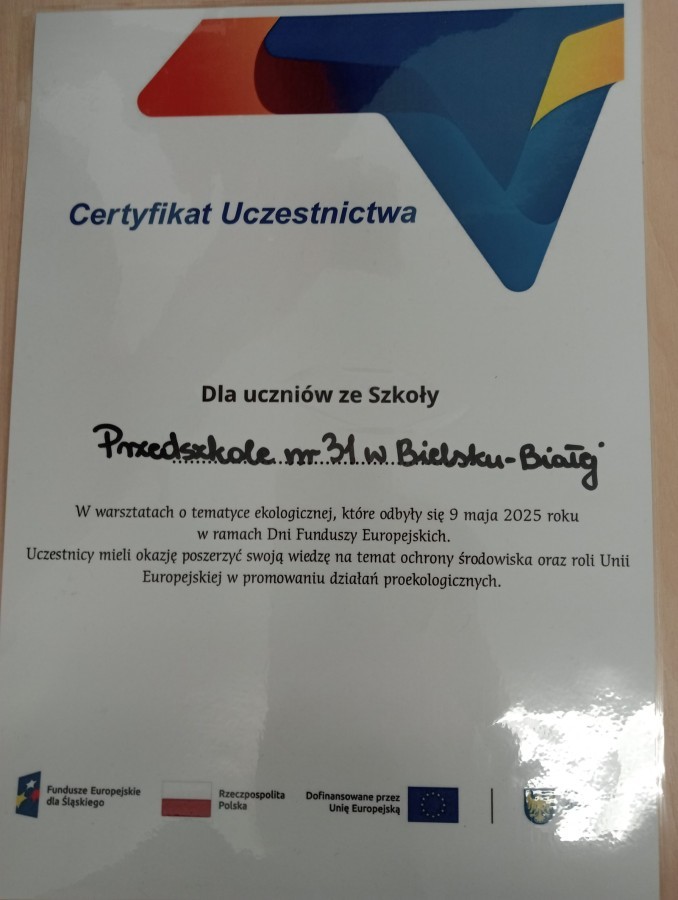 Certyfikat Uczestnictwa
Dla uczniów ze Szkoły
Przedszkole nr 31 w Bielsku-Białej
W warsztatach o tematyce ekologicznej, które odbyły się 9 maja 2025 roku
w ramach Dni Funduszy Europejskich.
Uczestnicy mieli okazję poszerzyć swoją wiedzę na temat ochrony środowiska oraz roli Unii
Europejskiej w promowaniu działań proekologicznych.
Fundusze Europejskie
dla Śląskiego
Rzeczpospolita
Polska
Dofinansowane przez
Unię Europejską